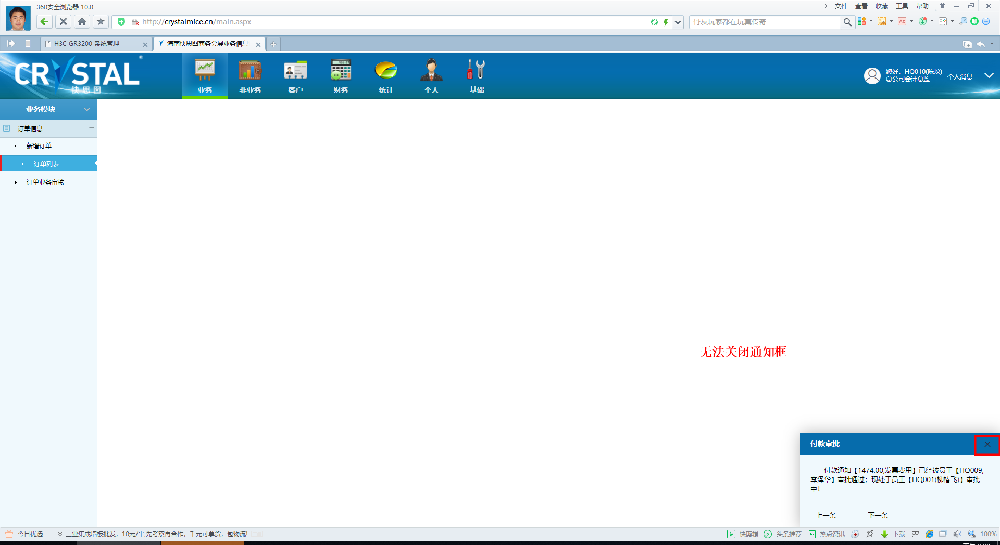 360安全浏览器 10.0
» 文件 查看 收藏 工具 帮助
http://crystalmice.cn/main.aspx
骨灰玩家都在玩真传奇
H3C GR3200 系统管理
海南快思图商务会展业务信息
CRYSTAL ®
快思图
业务 非业务 客户 财务 统计 个人 基础
您好，HQ010(陈玟)
总公司会计总监
个人消息
业务模块
订单信息
新增订单
订单列表
订单业务审核
无法关闭通知框
付款审批
付款通知【1474.00,发票费用】已经被员工【HQ009,
李泽华】审批通过；现处于员工【HQ001(柳椿飞)】审批
中！
上一条 下一条
今日优选
三亚集成墙板批发，10元/平,先考察再合作，千元可拿货，包物流!
快剪辑 头条推荐 热点资讯 下载 100%